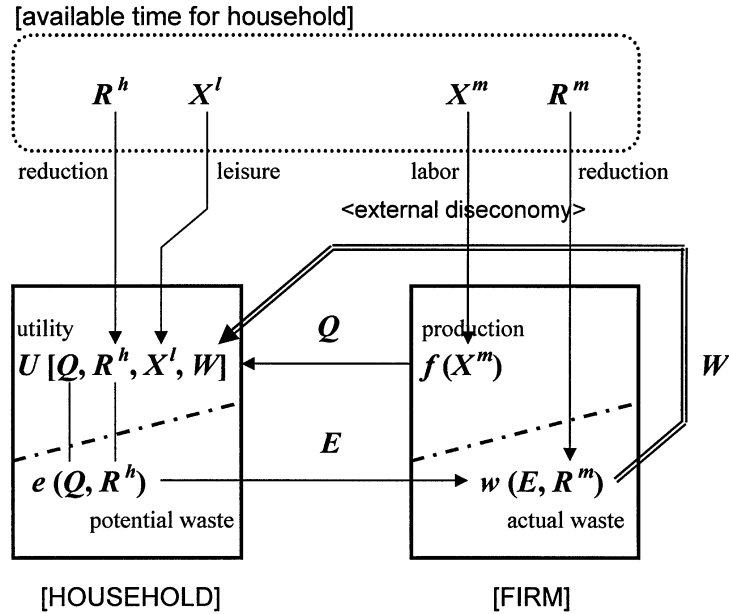 [available time for household]
R^h X^l X^m R^m
reduction leisure labor reduction
<external diseconomy>
utility Q production
U [Q, R^h, X^l, W] f (X^m) W
E
e (Q, R^h) w (E, R^m)
potential waste actual waste
[HOUSEHOLD] [FIRM]